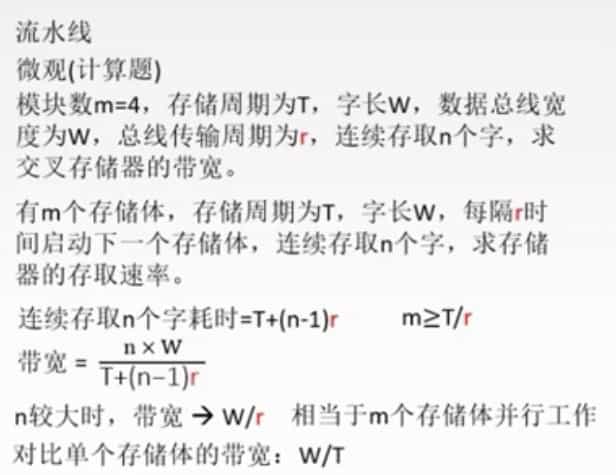 流水线
微观(计算题)
模块数m=4，存储周期为T，字长W，数据总线宽
度为W，总线传输周期为r，连续存取n个字，求
交叉存储器的带宽。
有m个存储体，存储周期为T，字长W，每隔r时
间启动下一个存储体，连续存取n个字，求存储
器的存取速率。
连续存取n个字耗时=T+(n-1)r m≥T/r
带宽 = n × W / T+(n−1)r
n较大时，带宽 → W/r 相当于m个存储体并行工作
对比单个存储体的带宽：W/T